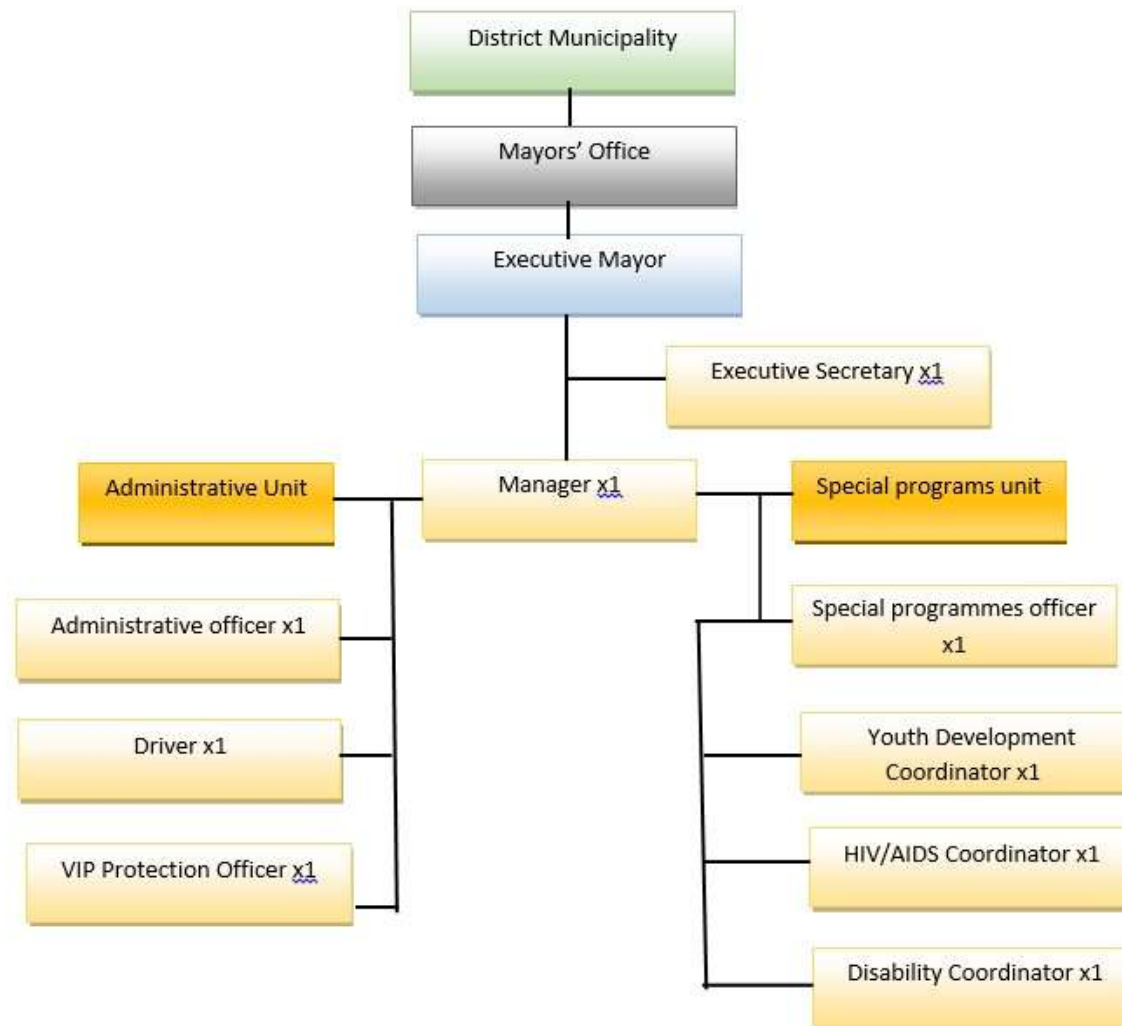 District Municipality
Mayors' Office
Executive Mayor
Executive Secretary x1
Administrative Unit
Manager x1
Special programs unit
Administrative officer x1
Special programmes officer
x1
Driver x1
Youth Development
Coordinator x1
VIP Protection Officer x1
HIV/AIDS Coordinator x1
Disability Coordinator x1